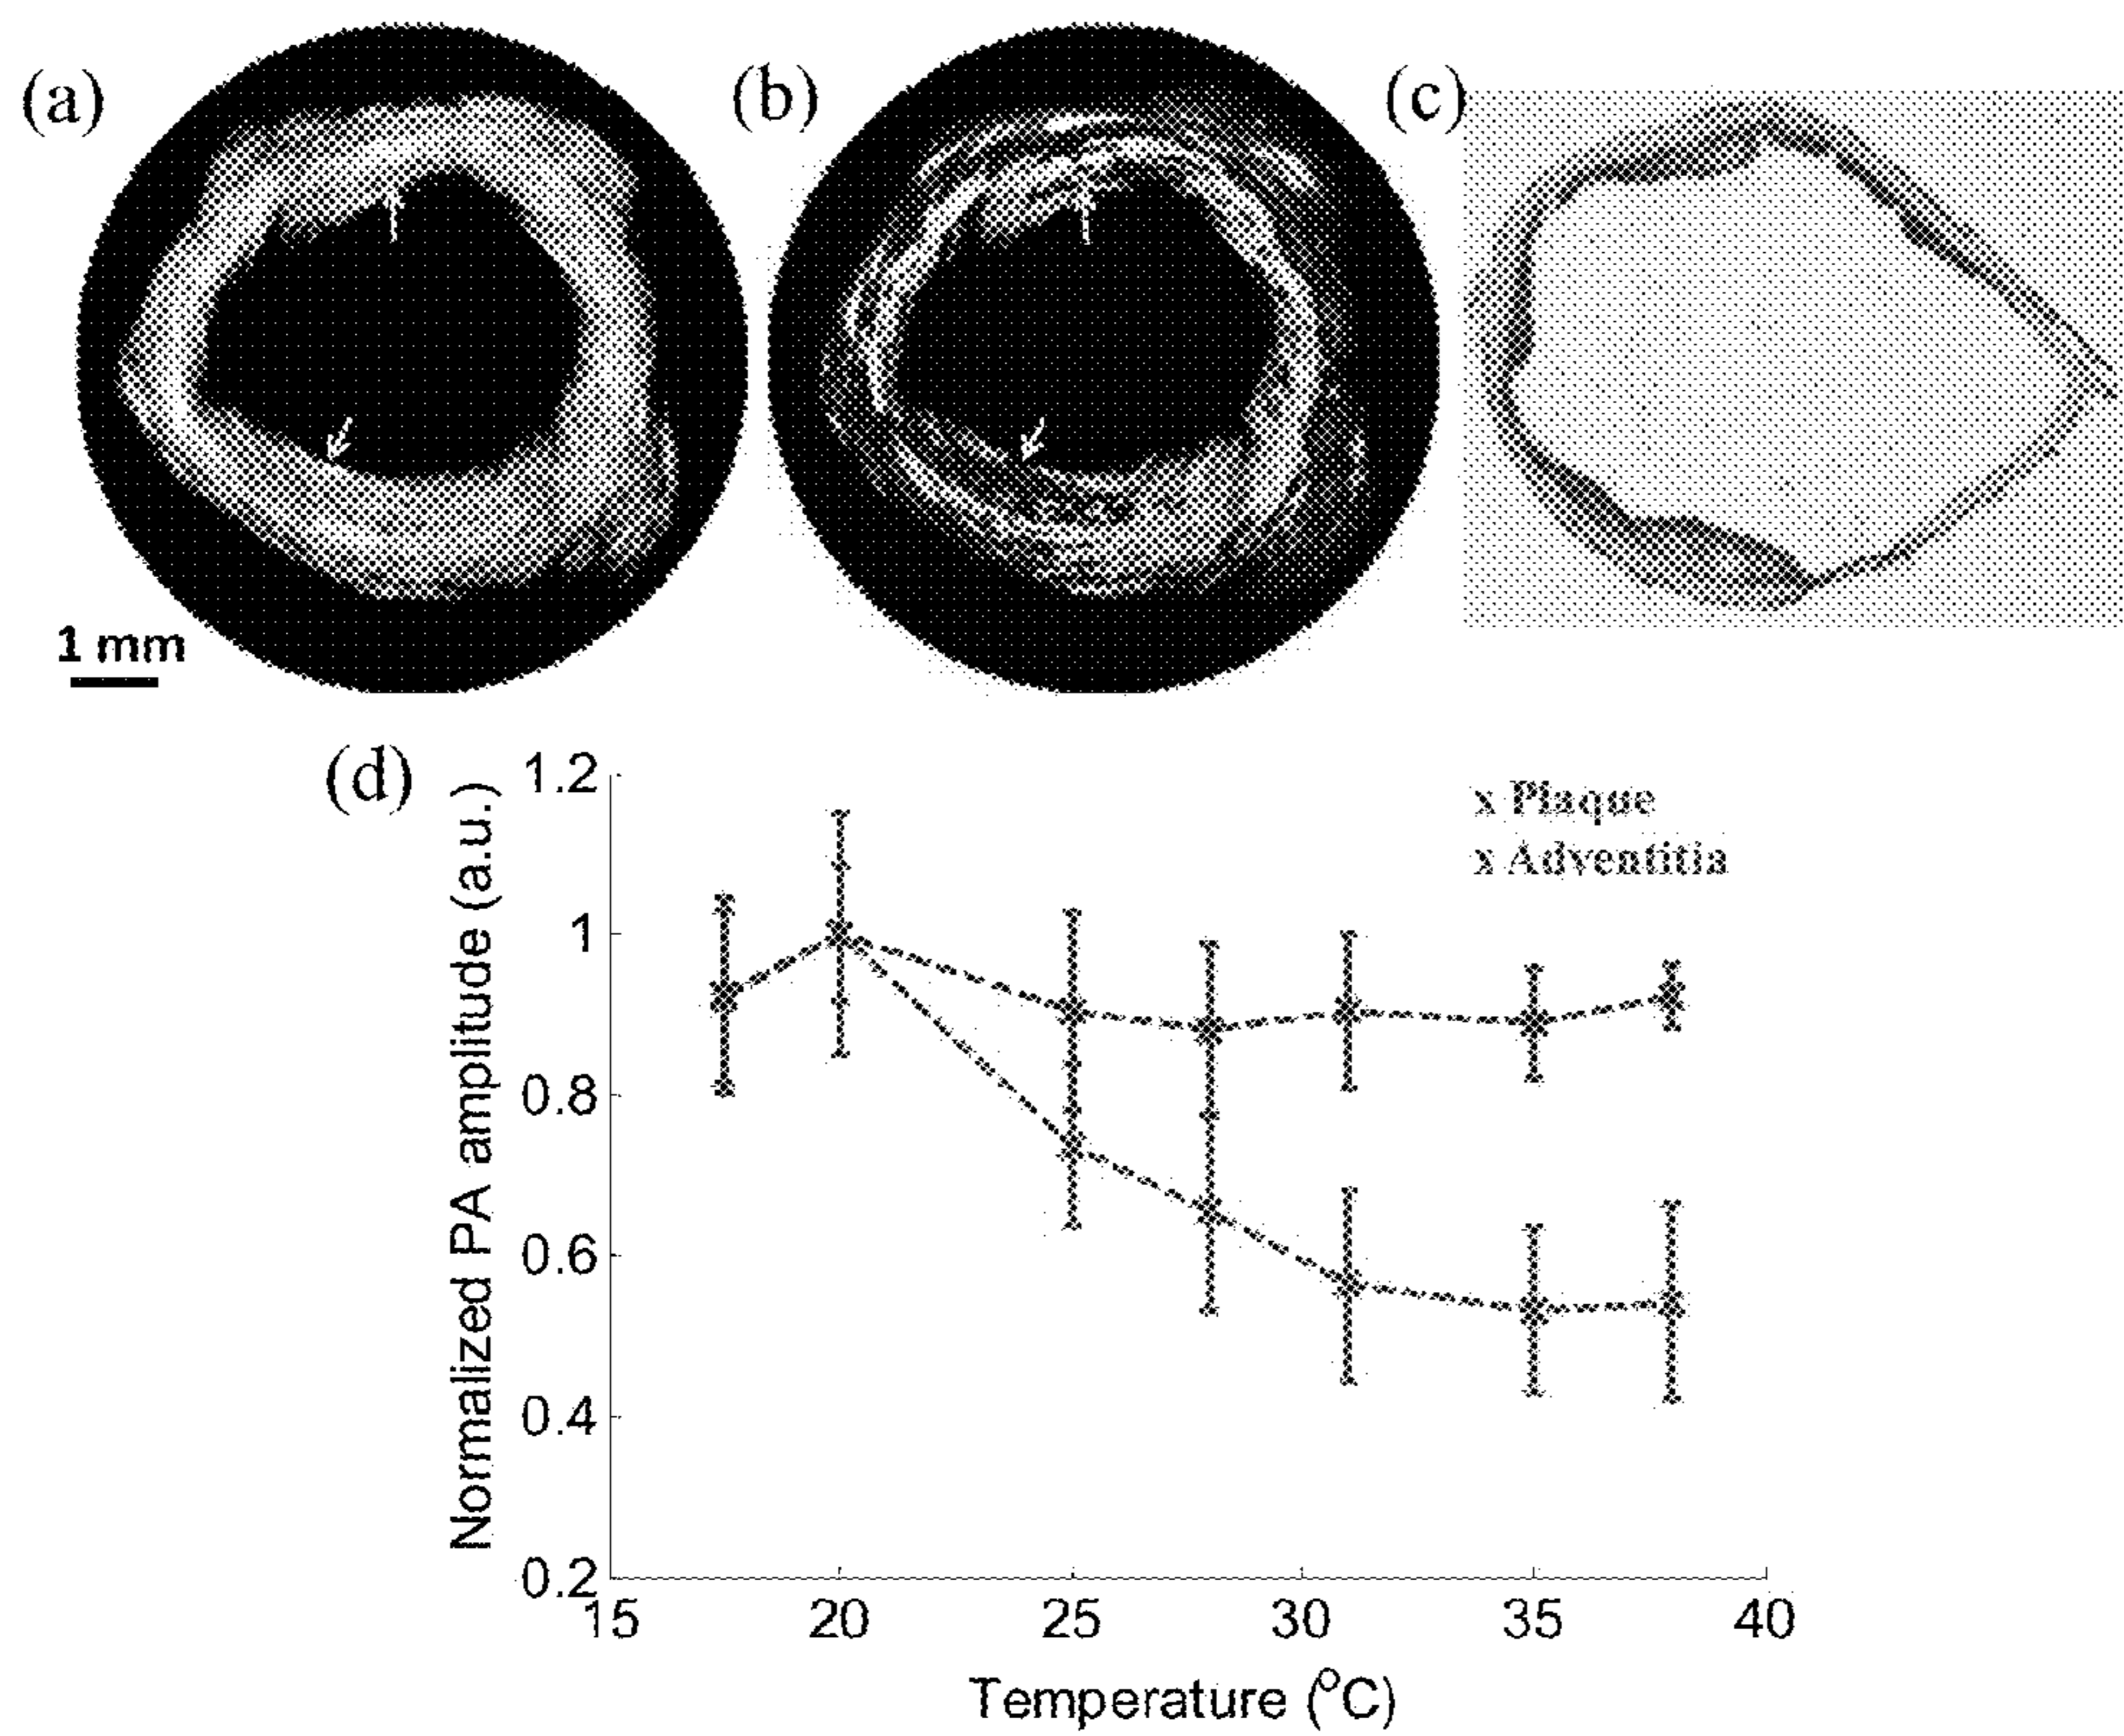 (a)
(b)
(c)
1 mm
(d)
Normalized PA amplitude (a.u.)
1.2
1
0.8
0.6
0.4
0.2
x Plaque
x Adventitia
15 20 25 30 35 40
Temperature (°C)